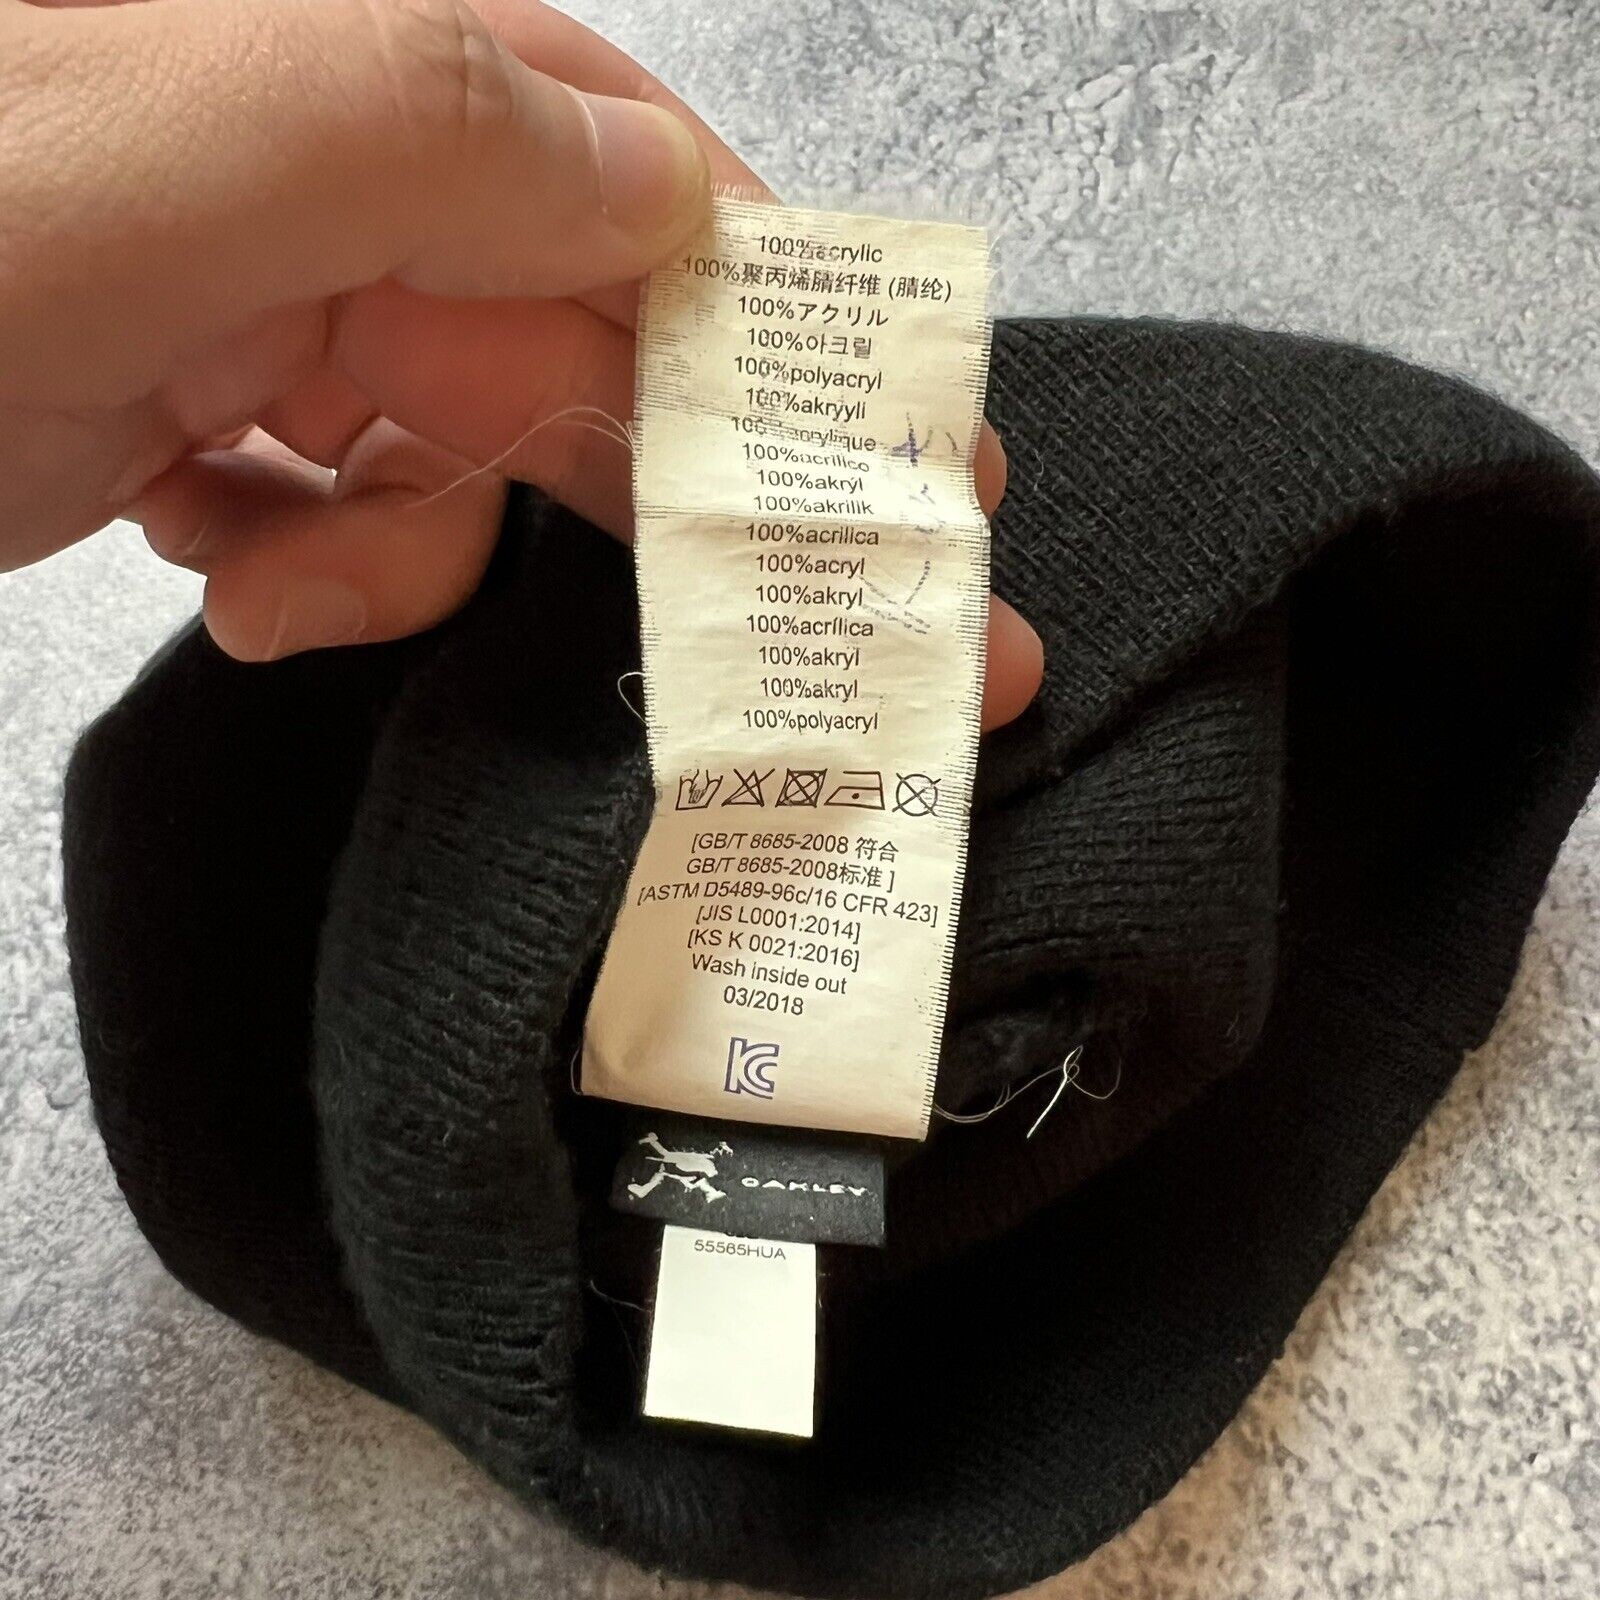 100%acrylic
100%聚丙烯腈纤维 (腈纶)
100%アクリル
100%아크릴
100%polyacryl
100%akryyli
100%acrylique
100%acrilico
100%akryl
100%akrilik
100%acrilica
100%acryl
100%akryl
100%acrílica
100%akryl
100%akryl
100%polyacryl
[GB/T 8685-2008 符合
GB/T 8685-2008标准 ]
[ASTM D5489-96c/16 CFR 423]
[JIS L0001:2014]
[KS K 0021:2016]
Wash inside out
03/2018
KC
OAKLEY
55565HUA